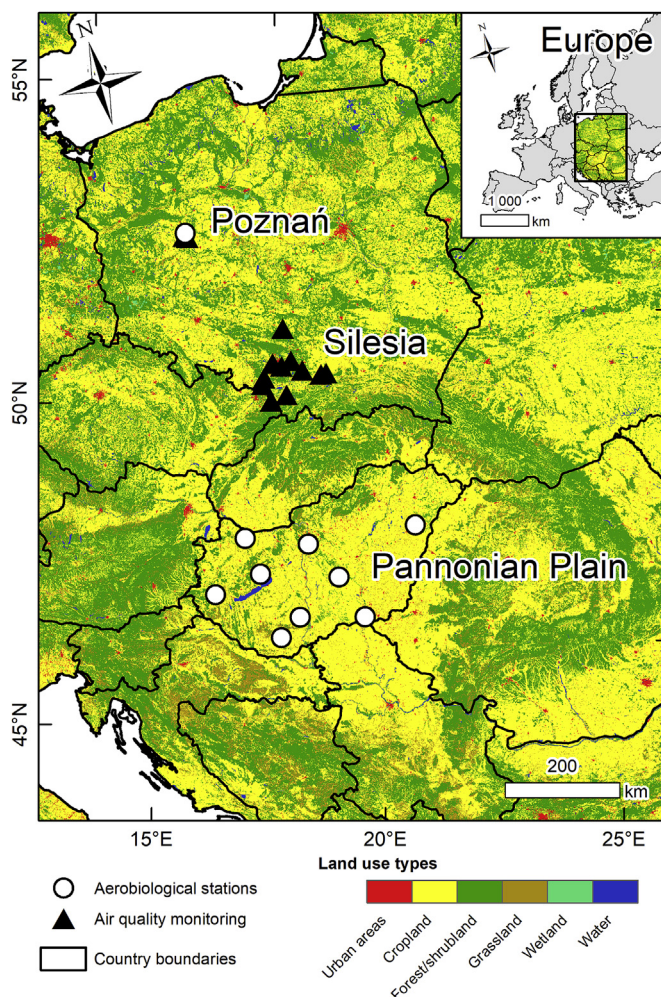 N
N
Europe
1 000
km
55°N
Poznań
Silesia
50°N
Pannonian Plain
45°N
200
km
15°E
20°E
25°E
Land use types
Aerobiological stations
Air quality monitoring
Country boundaries
Urban areas
Cropland
Forest/shrubland
Grassland
Wetland
Water